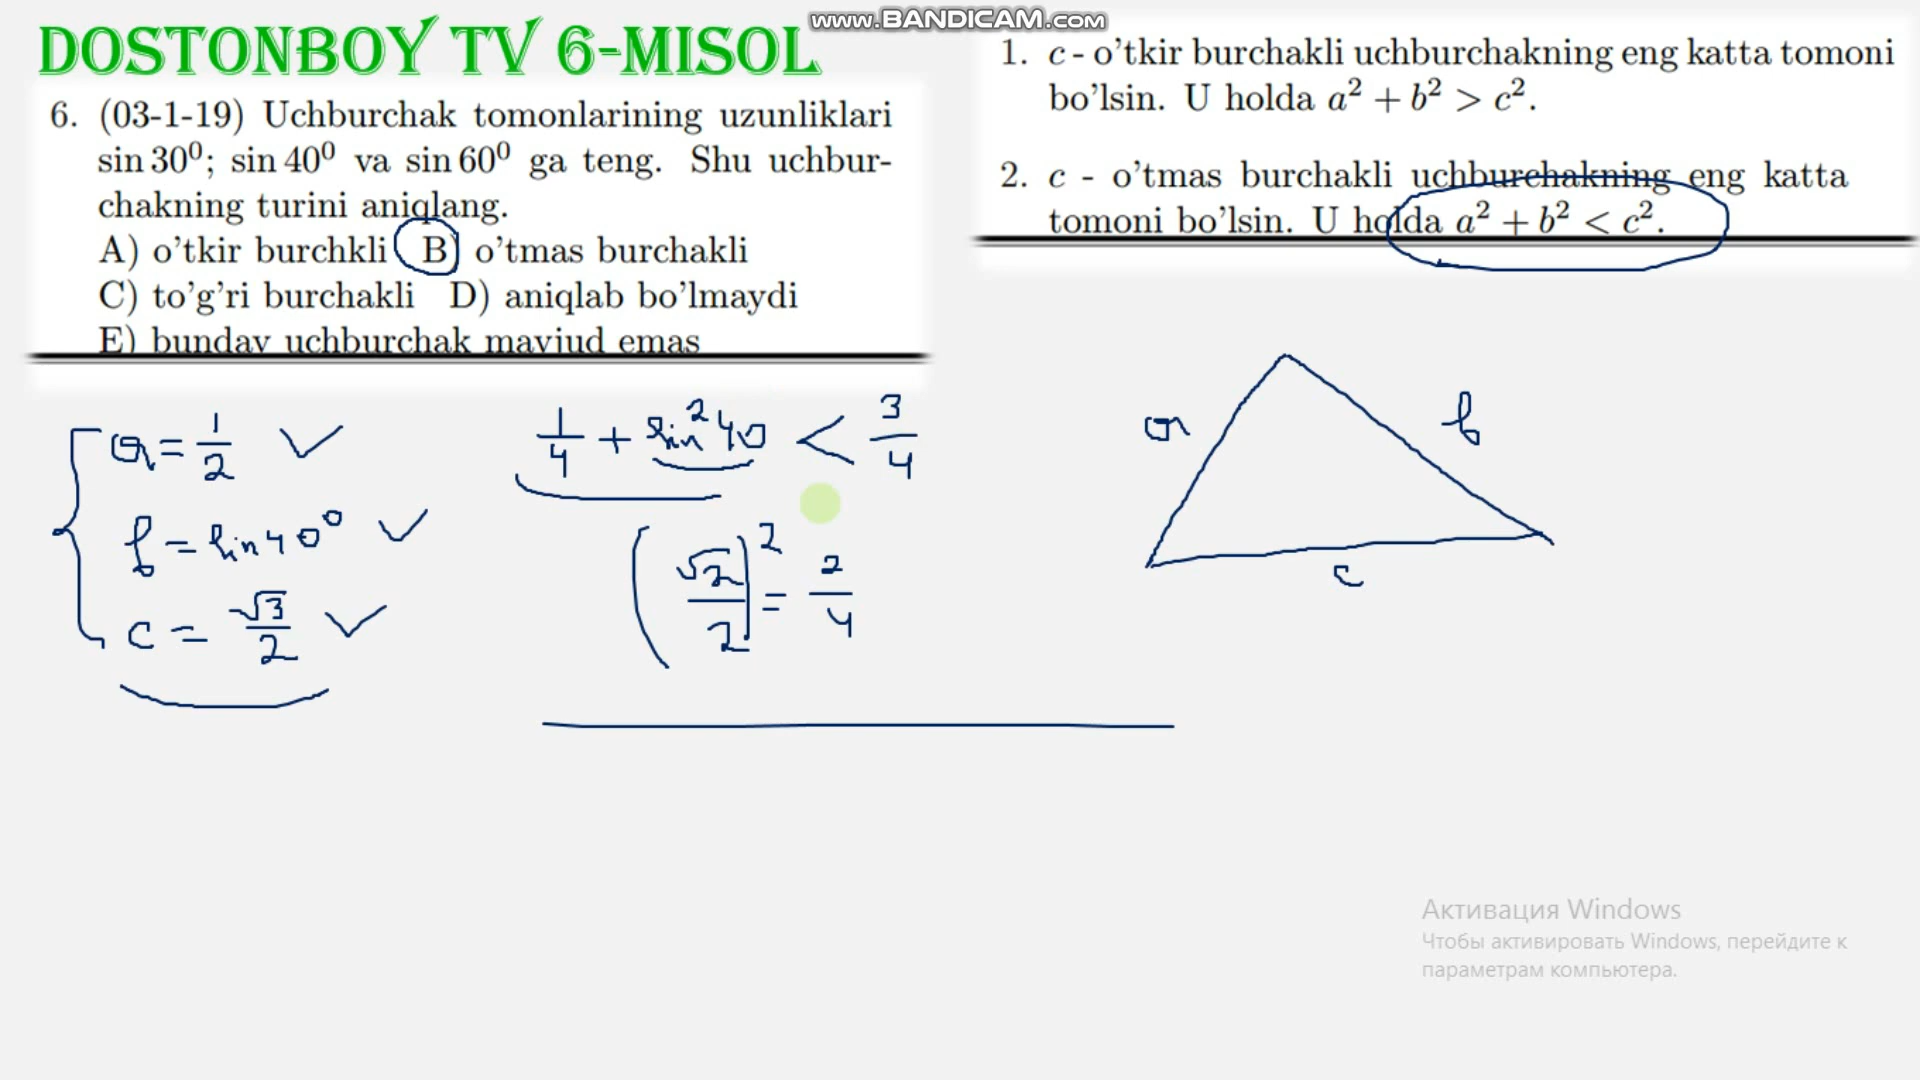 www.BANDICAM.com
DOSTONBOY TV 6-MISOL
6. (03-1-19) Uchburchak tomonlarining uzunliklari
sin 30⁰; sin 40⁰ va sin 60⁰ ga teng. Shu uchbur-
chakning turini aniqlang.
A) o'tkir burchkli B) o'tmas burchakli
C) to'g'ri burchakli D) aniqlab bo'lmaydi
E) bunday uchburchak mavjud emas
1. c - o'tkir burchakli uchburchakning eng katta tomoni
bo'lsin. U holda a² + b² > c².
2. c - o'tmas burchakli uchburchakning eng katta
tomoni bo'lsin. U holda a² + b² < c².
a = 1/2
b = sin 40⁰
c = √3/2
1/4 + sin²40 < 3/4
(√2/2)² = 2/4
a
b
c
Активация Windows
Чтобы активировать Windows, перейдите к
параметрам компьютера.